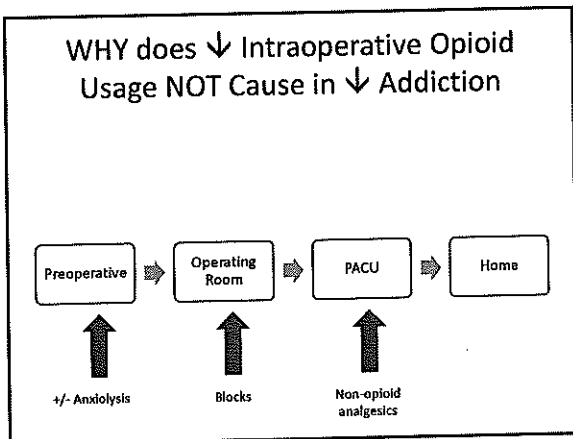 WHY does ↓ Intraoperative Opioid
Usage NOT Cause in ↓ Addiction
Preoperative
Operating
Room
PACU
Home
+/- Anxiolysis
Blocks
Non-opioid
analgesics